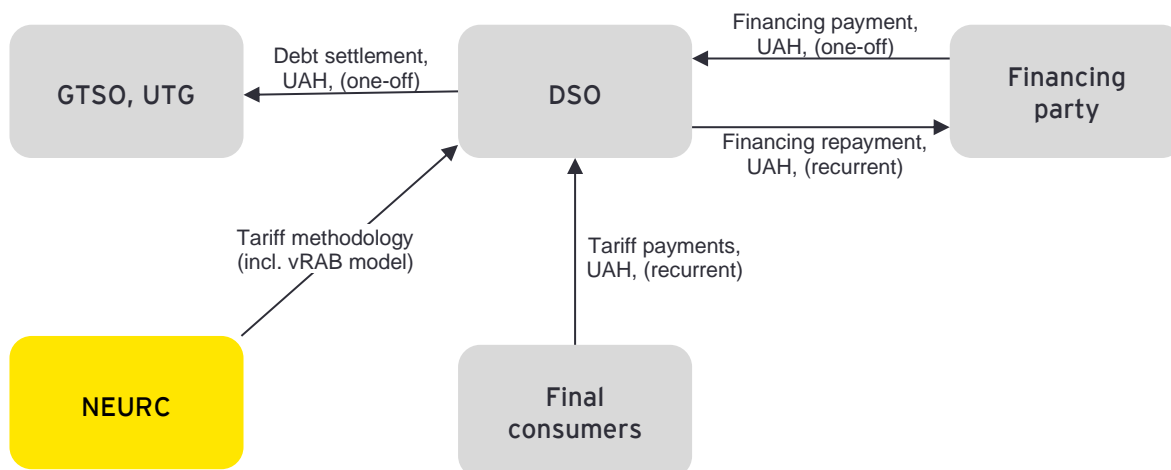 Financing payment,
UAH, (one-off)
Debt settlement,
UAH, (one-off)
GTSO, UTG
DSO
Financing
party
Financing repayment,
UAH, (recurrent)
Tariff methodology
(incl. vRAB model)
Tariff payments,
UAH, (recurrent)
NEURC
Final
consumers